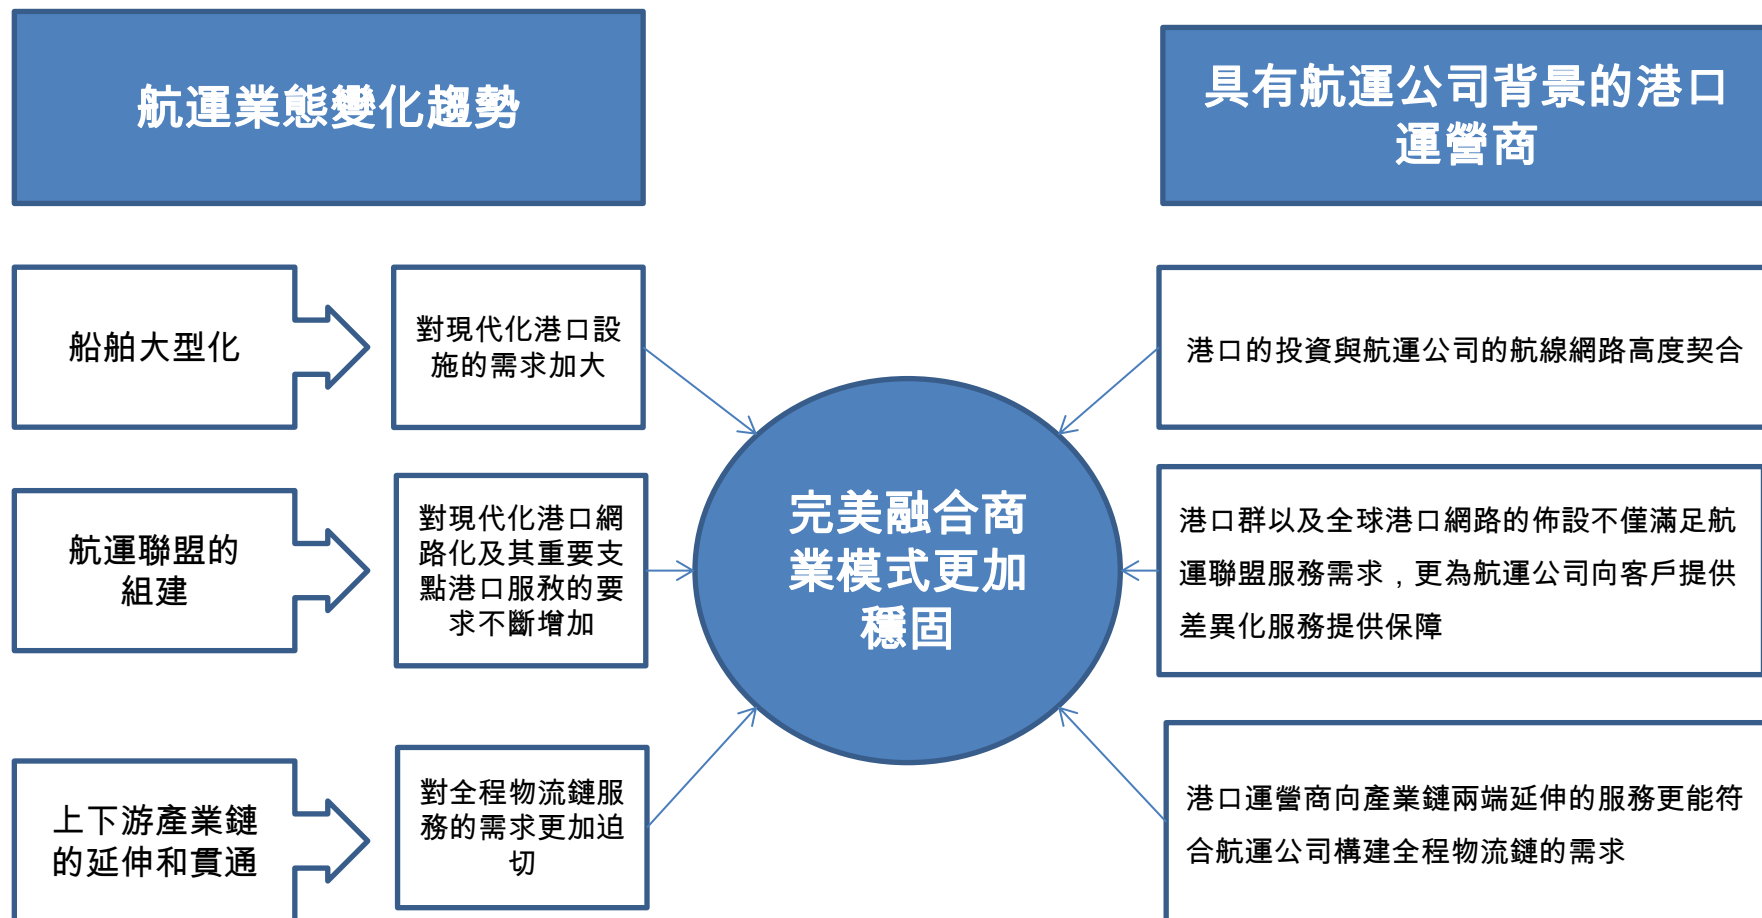 航運業態變化趨勢
具有航運公司背景的港口
運營商
船舶大型化
對現代化港口設
施的需求加大
航運聯盟的
組建
對現代化港口網
路化及其重要支
點港口服務的要
求不斷增加
上下游產業鏈
的延伸和貫通
對全程物流鏈服
務的需求更加迫
切
完美融合商
業模式更加
穩固
港口的投資與航運公司的航線網路高度契合
港口群以及全球港口網路的佈設不僅滿足航
運聯盟服務需求，更為航運公司向客戶提供
差異化服務提供保障
港口運營商向產業鏈兩端延伸的服務更能符
合航運公司構建全程物流鏈的需求